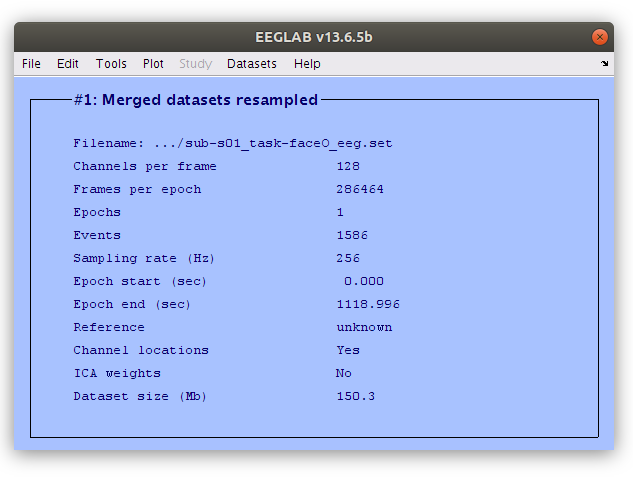 EEGLAB v13.6.5b
File Edit Tools Plot Study Datasets Help
#1: Merged datasets resampled
Filename: .../sub-s01_task-faceO_eeg.set
Channels per frame 128
Frames per epoch 286464
Epochs 1
Events 1586
Sampling rate (Hz) 256
Epoch start (sec) 0.000
Epoch end (sec) 1118.996
Reference unknown
Channel locations Yes
ICA weights No
Dataset size (Mb) 150.3